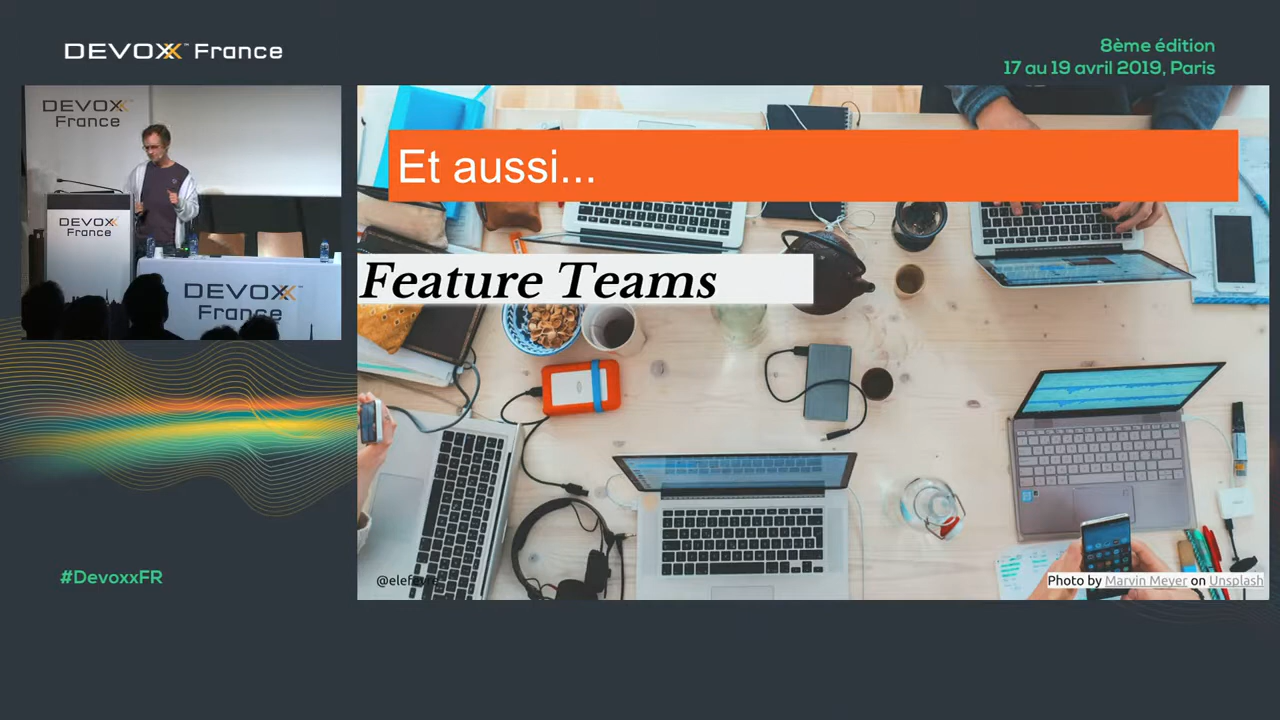 DEVOXX™ France
8ème édition
17 au 19 avril 2019, Paris
DEVOXX
France
DEVOXX
France
DEVOXX
France
Et aussi...
Feature Teams
#DevoxxFR
Photo by Marvin Meyer on Unsplash